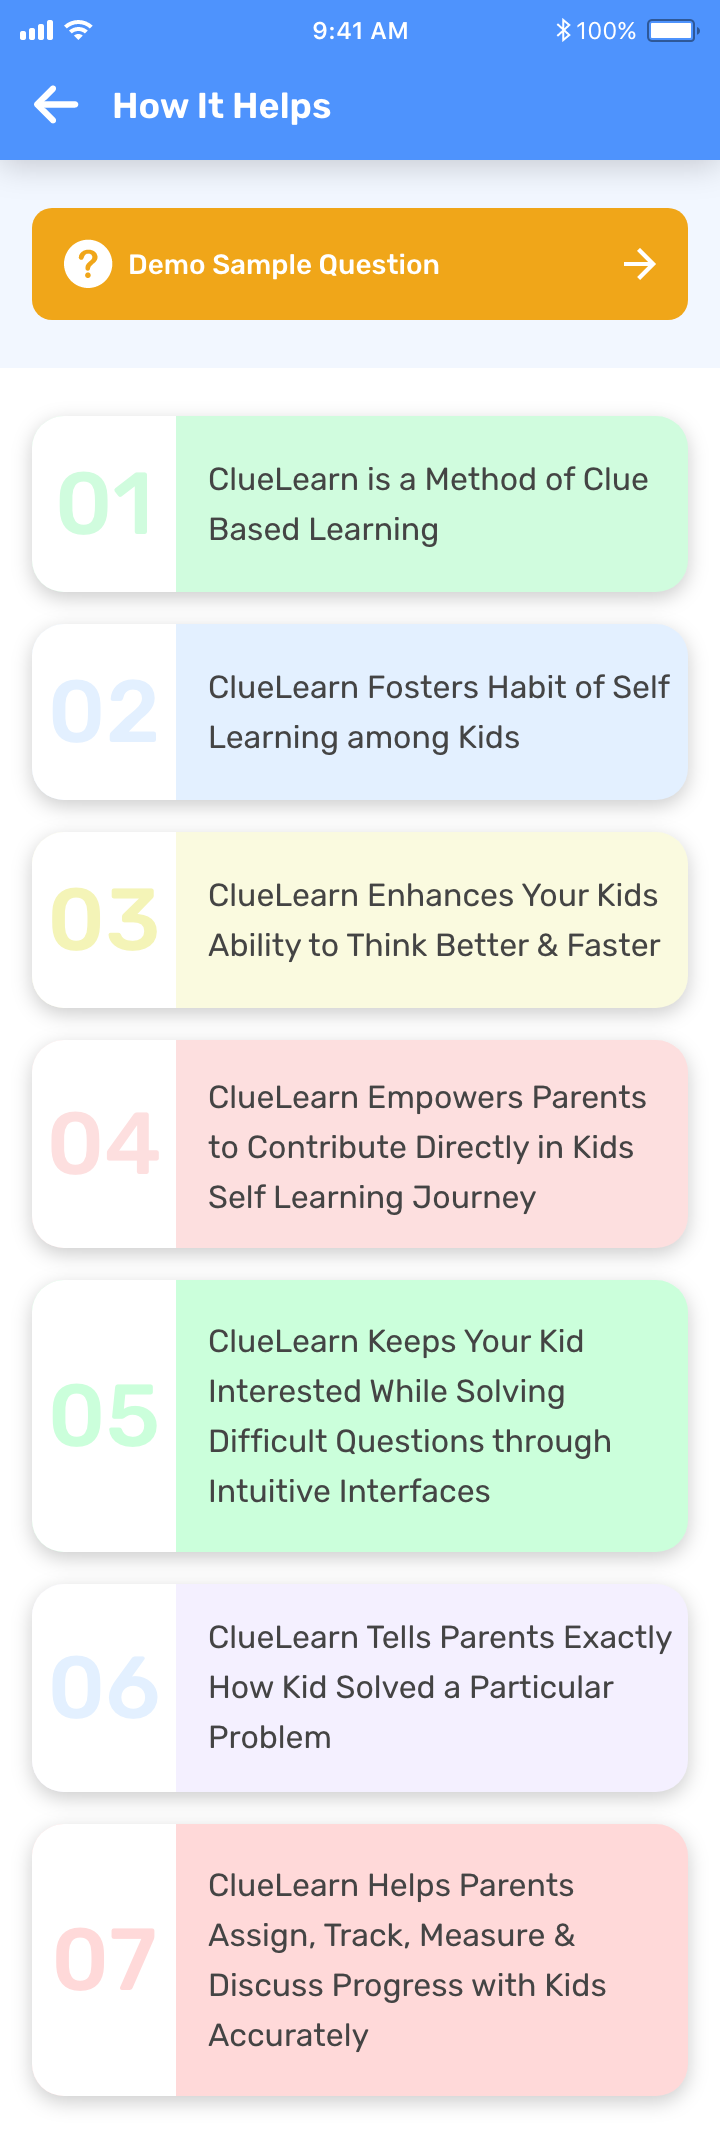 9:41 AM
100%
How It Helps
Demo Sample Question
01
ClueLearn is a Method of Clue
Based Learning
02
ClueLearn Fosters Habit of Self
Learning among Kids
03
ClueLearn Enhances Your Kids
Ability to Think Better & Faster
04
ClueLearn Empowers Parents
to Contribute Directly in Kids
Self Learning Journey
05
ClueLearn Keeps Your Kid
Interested While Solving
Difficult Questions through
Intuitive Interfaces
06
ClueLearn Tells Parents Exactly
How Kid Solved a Particular
Problem
07
ClueLearn Helps Parents
Assign, Track, Measure &
Discuss Progress with Kids
Accurately